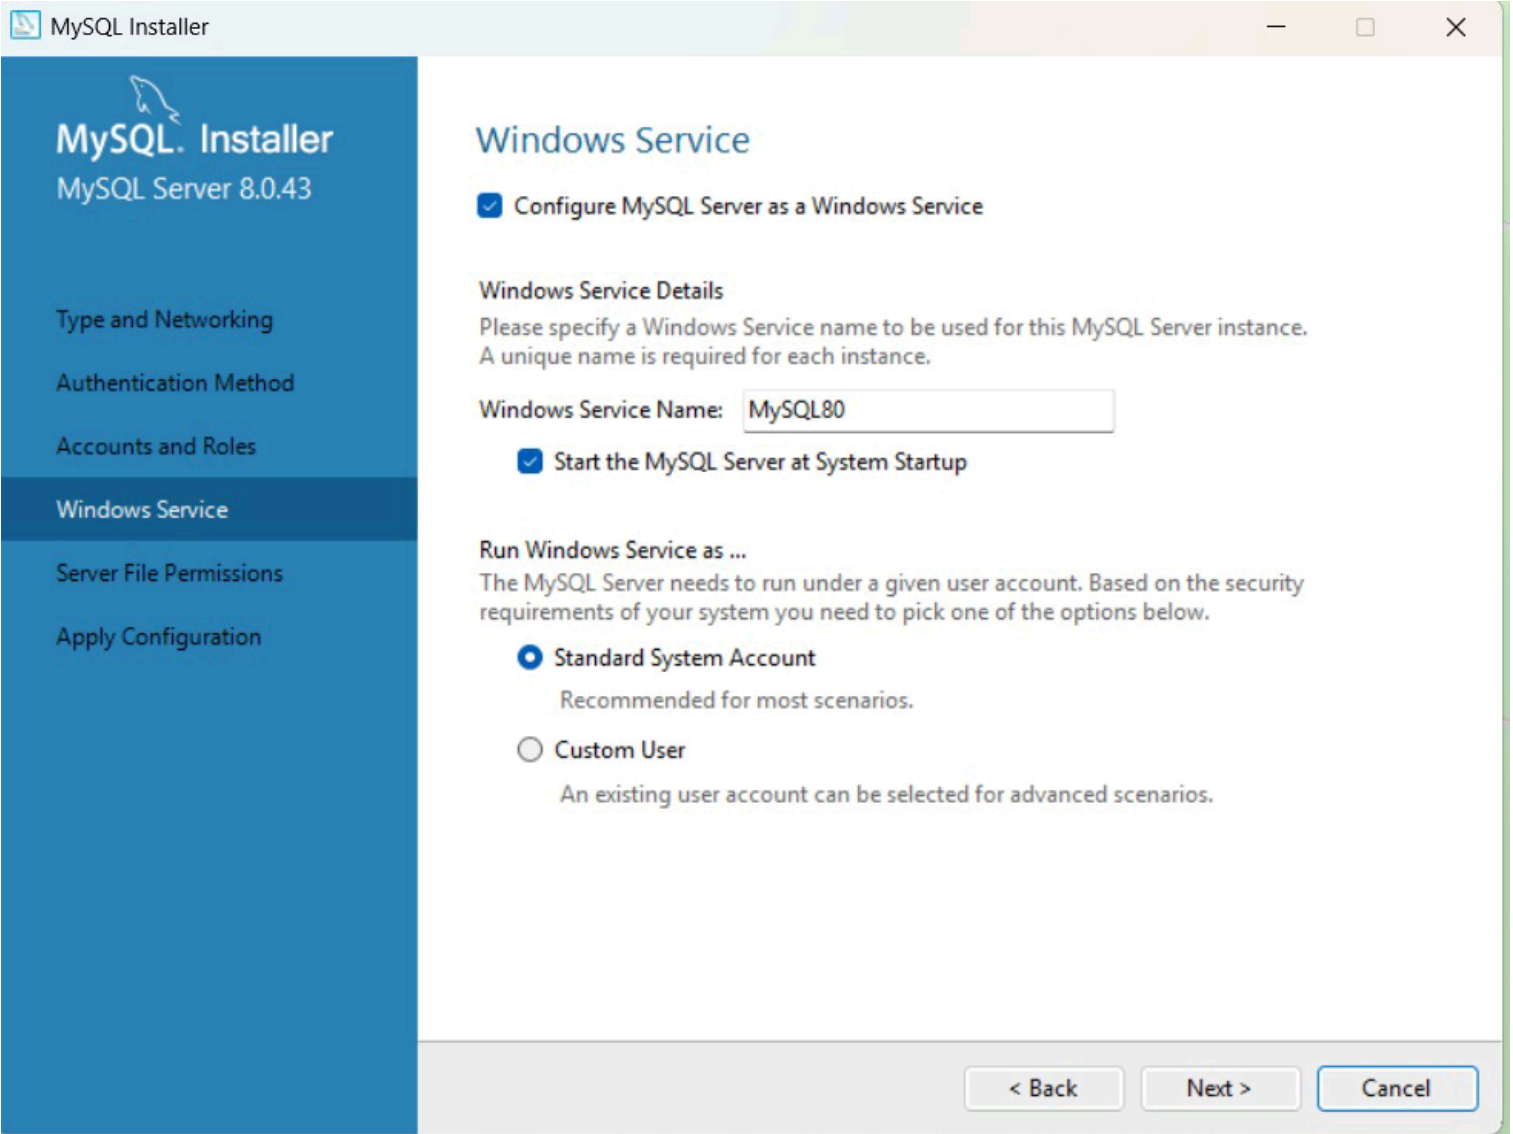 MySQL Installer
MySQL. Installer
MySQL Server 8.0.43
Type and Networking
Authentication Method
Accounts and Roles
Windows Service
Server File Permissions
Apply Configuration
Windows Service
Configure MySQL Server as a Windows Service
Windows Service Details
Please specify a Windows Service name to be used for this MySQL Server instance.
A unique name is required for each instance.
Windows Service Name: MySQL80
Start the MySQL Server at System Startup
Run Windows Service as ...
The MySQL Server needs to run under a given user account. Based on the security
requirements of your system you need to pick one of the options below.
Standard System Account
Recommended for most scenarios.
Custom User
An existing user account can be selected for advanced scenarios.
< Back Next > Cancel